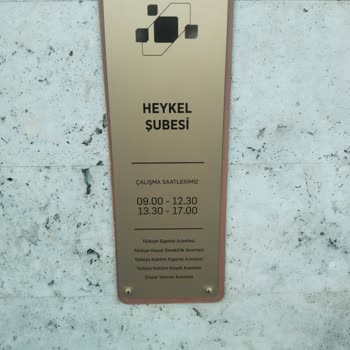 HEYKEL
ŞUBESİ
ÇALIŞMA SAATLERİMİZ
09.00 - 12.30
13.30 - 17.00
Türkiye Sigorta Acentesi
Türkiye Hayat Emeklilik Acentesi
Türkiye Katılım Sigorta Acentesi
Türkiye Katılım Hayat Acentesi
Ziraat Yatırım Acentesi